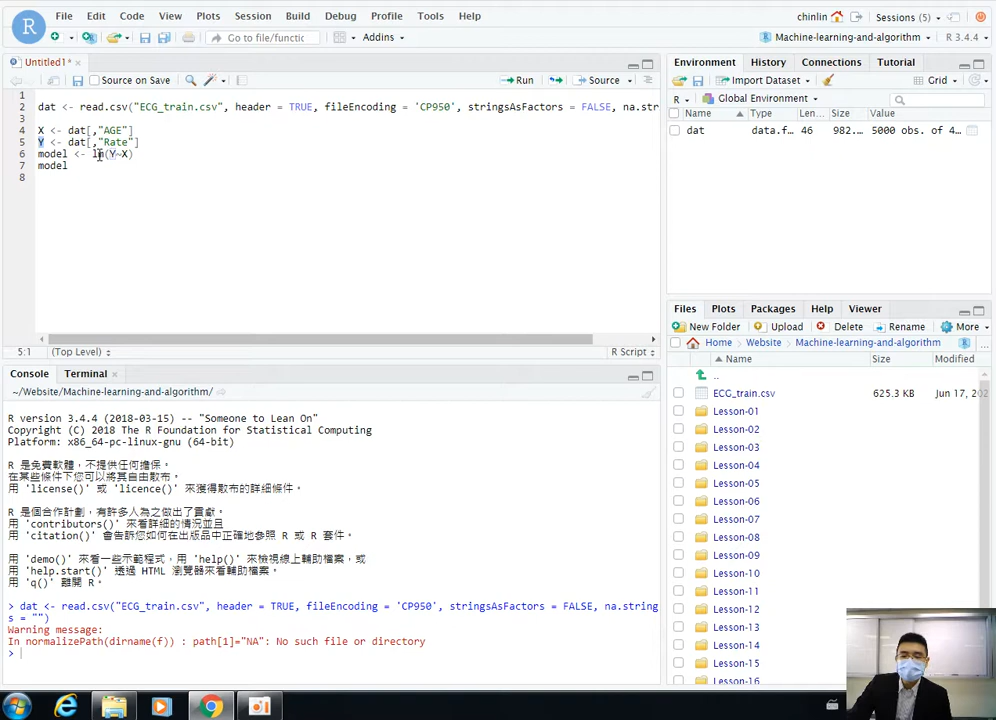 File Edit Code View Plots Session Build Debug Profile Tools Help
chinlin Sessions (5)
Go to file/functic Addins
Machine-learning-and-algorithm R 3.4.4
Untitled1* ×
Source on Save Run Source
1
2 dat <- read.csv("ECG_train.csv", header = TRUE, fileEncoding = 'CP950', stringsAsFactors = FALSE, na.str
3
4 X <- dat[,"AGE"]
5 Y <- dat[,"Rate"]
6 model <- lm(Y~X)
7 model
8
5:1 (Top Level) R Script
Console Terminal ×
~/Website/Machine-learning-and-algorithm/
R version 3.4.4 (2018-03-15) -- "Someone to Lean On"
Copyright (C) 2018 The R Foundation for Statistical Computing
Platform: x86_64-pc-linux-gnu (64-bit)
R 是免費軟體，不提供任何擔保。
在某些條件下您可以將其自由散布。
用 'license()' 或 'licence()' 來獲得散布的詳細條件。
R 是個合作計劃，有許多人為之做出了貢獻。
用 'contributors()' 來看詳細的情況並且
用 'citation()' 會告訴您如何在出版品中正確地參照 R 或 R 套件。
用 'demo()' 來看一些示範程式，用 'help()' 來檢視線上輔助檔案，或
用 'help.start()' 透過 HTML 瀏覽器來看輔助檔案。
用 'q()' 離開 R。
> dat <- read.csv("ECG_train.csv", header = TRUE, fileEncoding = 'CP950', stringsAsFactors = FALSE, na.string
s = "")
Warning message:
In normalizePath(dirname(f)) : path[1]="NA": No such file or directory
>
Environment History Connections Tutorial
Import Dataset Grid
R Global Environment
Name Type Len... Size Value
dat data.f... 46 982... 5000 obs. of 4...
Files Plots Packages Help Viewer
New Folder Upload Delete Rename More
Home Website Machine-learning-and-algorithm ...
Name Size Modified
..
ECG_train.csv 625.3 KB Jun 17, 202
Lesson-01
Lesson-02
Lesson-03
Lesson-04
Lesson-05
Lesson-06
Lesson-07
Lesson-08
Lesson-09
Lesson-10
Lesson-11
Lesson-12
Lesson-13
Lesson-14
Lesson-15
Lesson-16